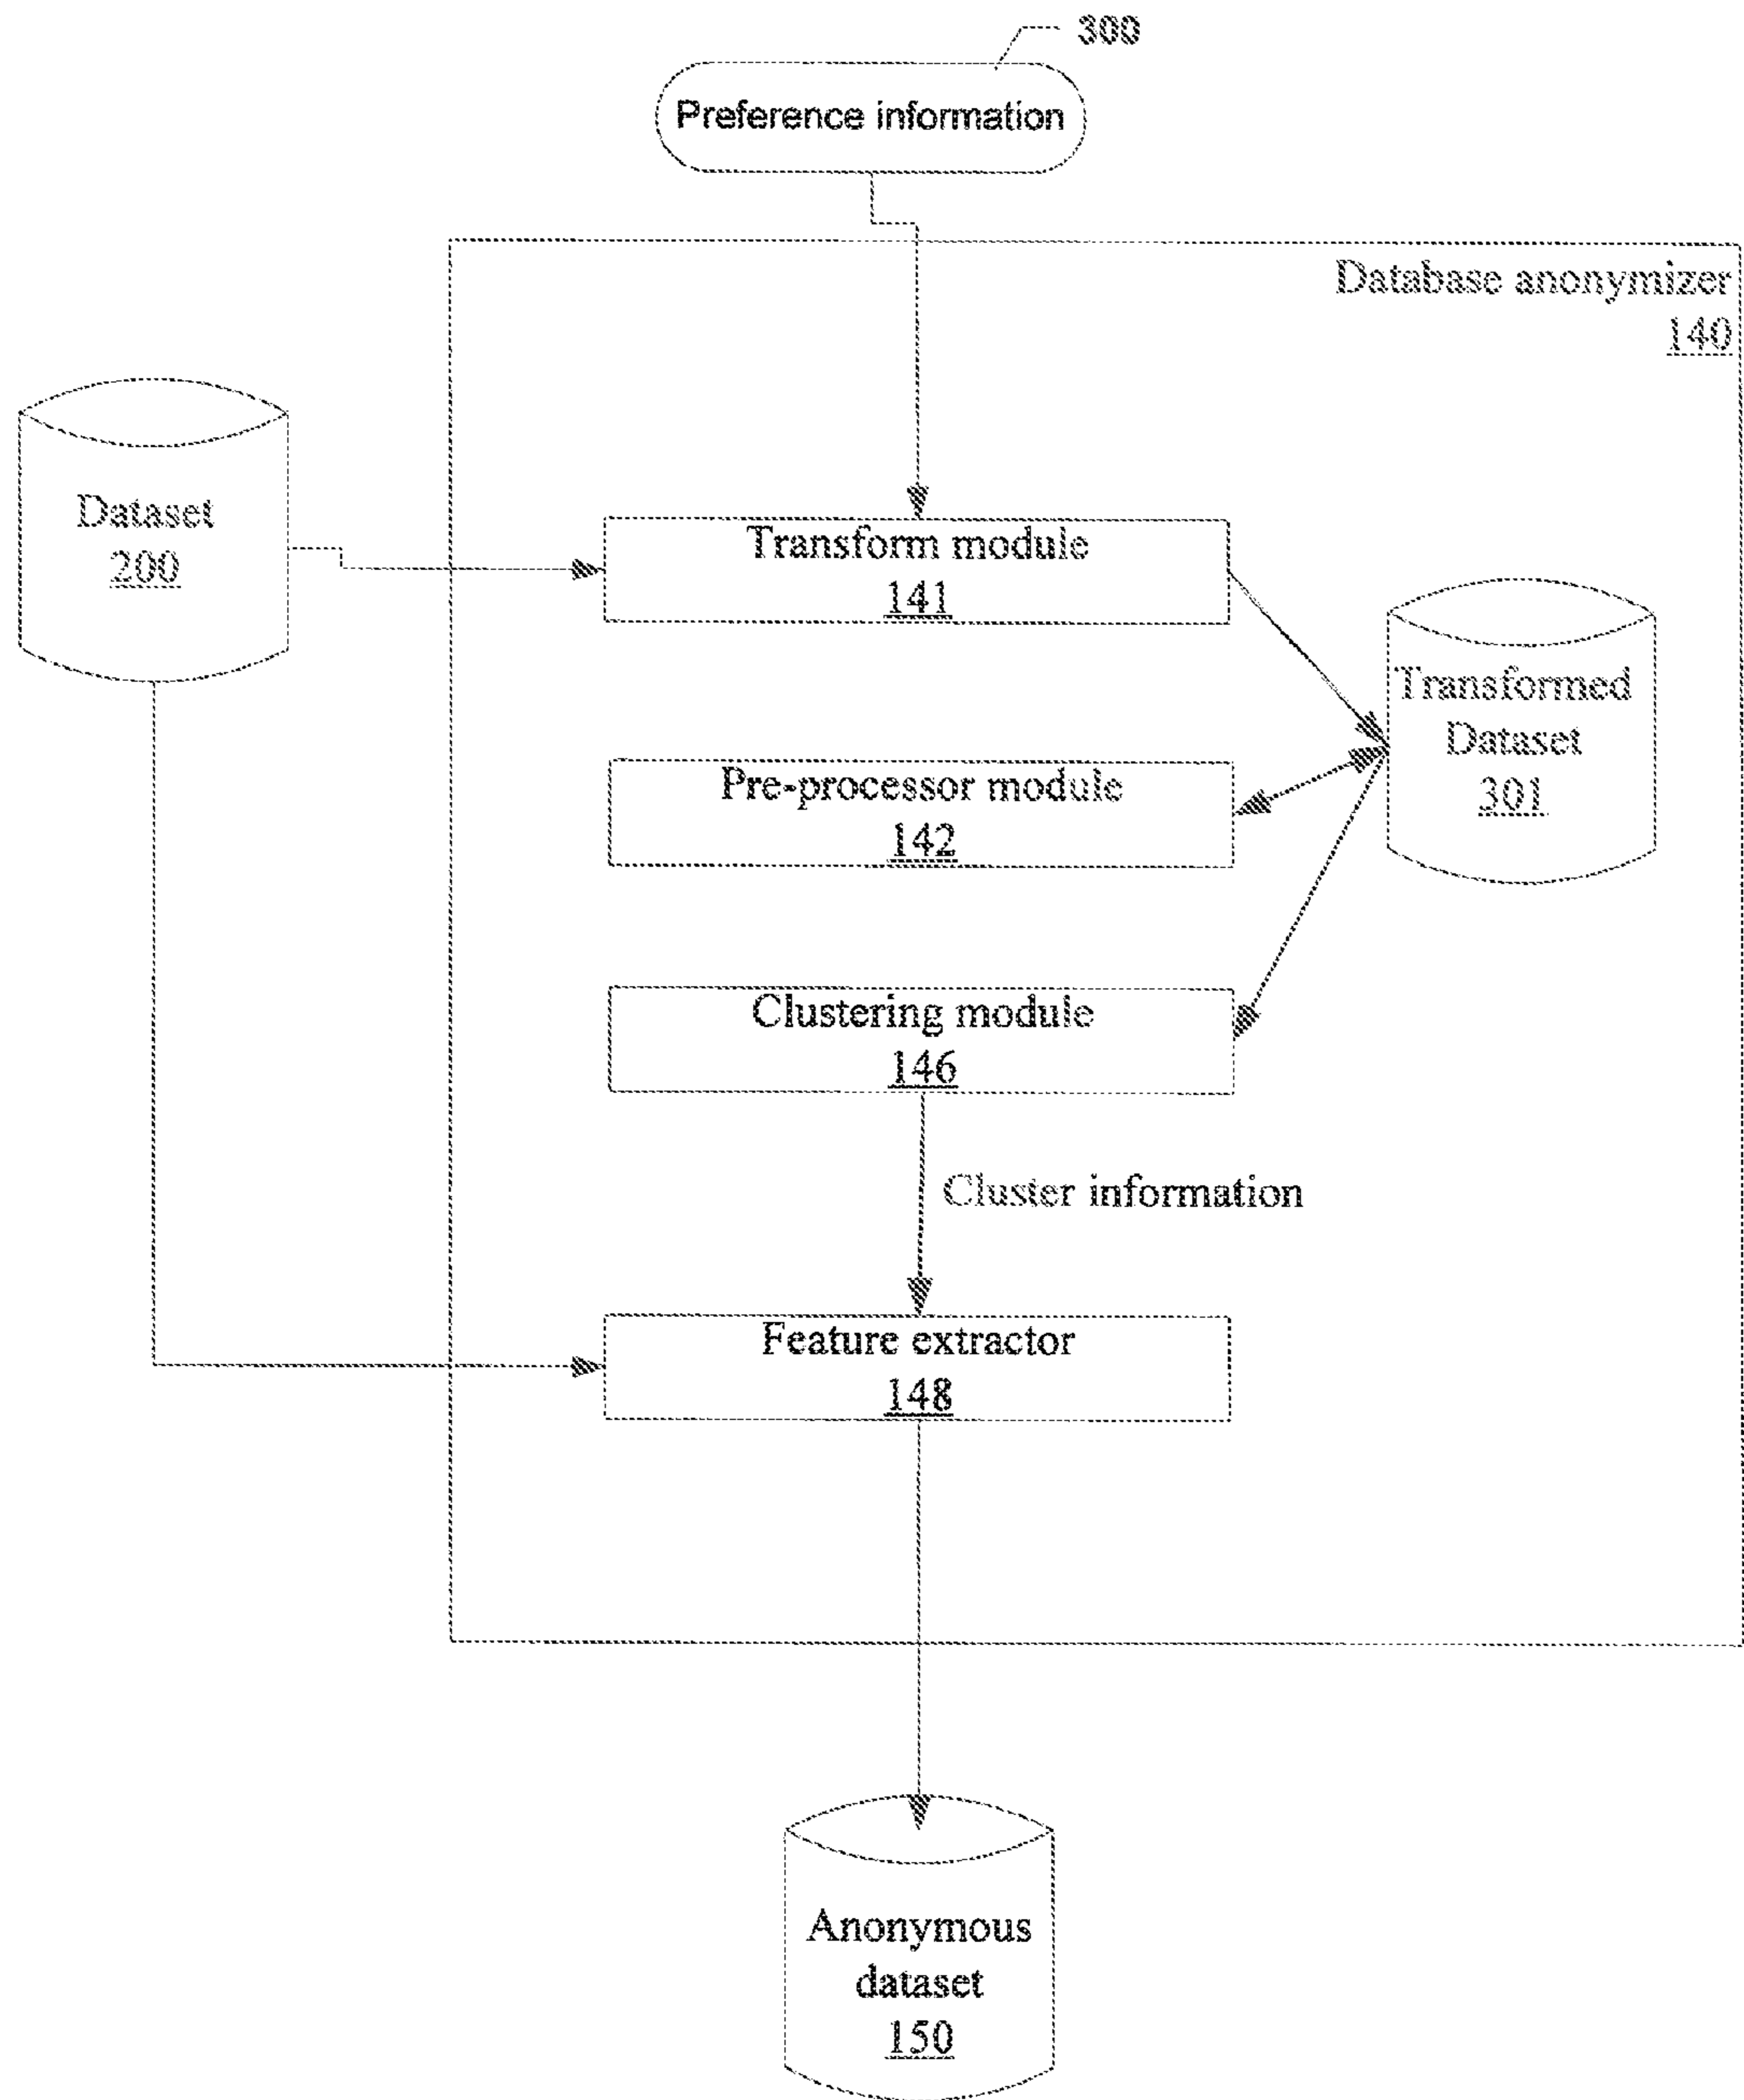 300
Preference information
Database anonymizer
140
Dataset
200
Transform module
141
Transformed
Dataset
301
Pre-processor module
142
Clustering module
146
Cluster information
Feature extractor
148
Anonymous
dataset
150